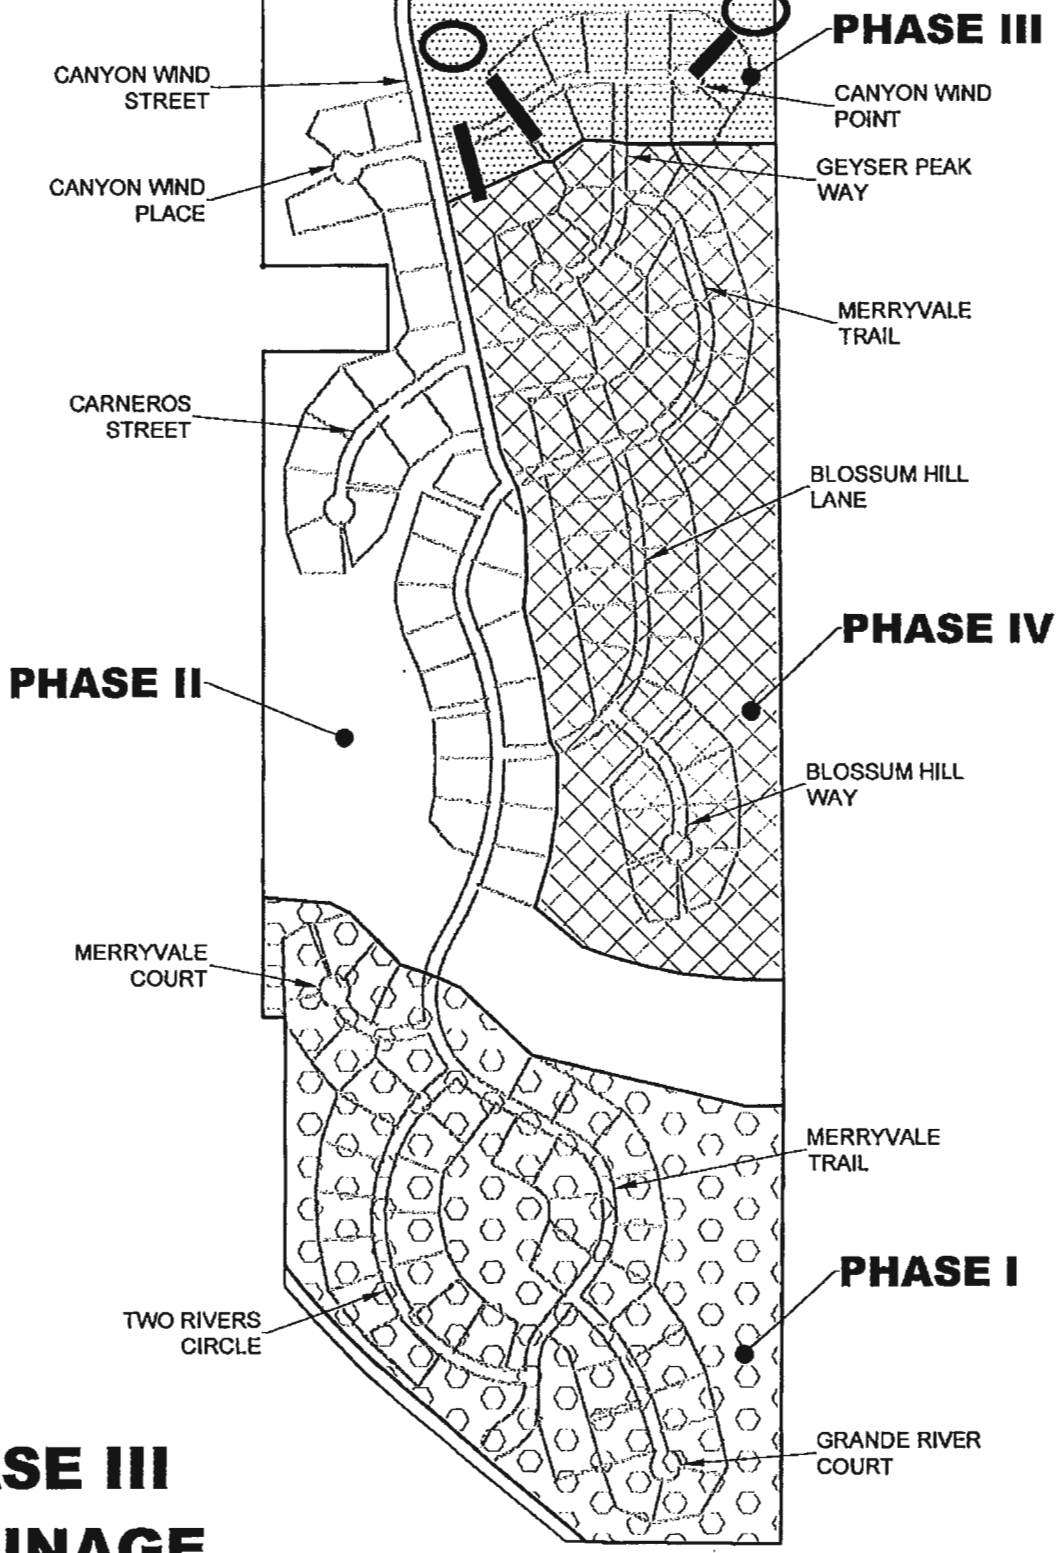 PHASE III
CANYON WIND
STREET
CANYON WIND
POINT
GEYSER PEAK
WAY
CANYON WIND
PLACE
MERRYVALE
TRAIL
CARNEROS
STREET
BLOSSUM HILL
LANE
PHASE IV
PHASE II
BLOSSUM HILL
WAY
MERRYVALE
COURT
MERRYVALE
TRAIL
PHASE I
TWO RIVERS
CIRCLE
GRANDE RIVER
COURT
ASE III
INAGE